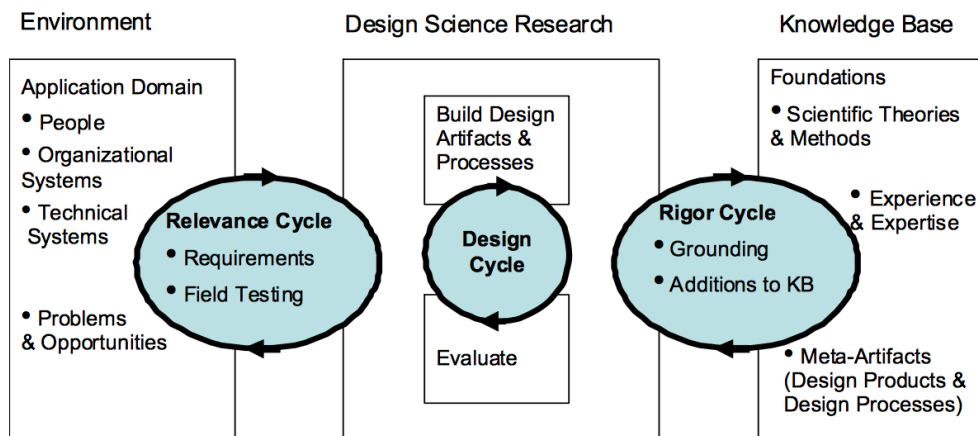 Environment
Design Science Research
Knowledge Base
Application Domain
• People
• Organizational
Systems
• Technical
Systems
• Problems
& Opportunities
Relevance Cycle
• Requirements
• Field Testing
Build Design
Artifacts &
Processes
Design
Cycle
Evaluate
Rigor Cycle
• Grounding
• Additions to KB
Foundations
• Scientific Theories
& Methods
• Experience
& Expertise
• Meta-Artifacts
(Design Products &
Design Processes)